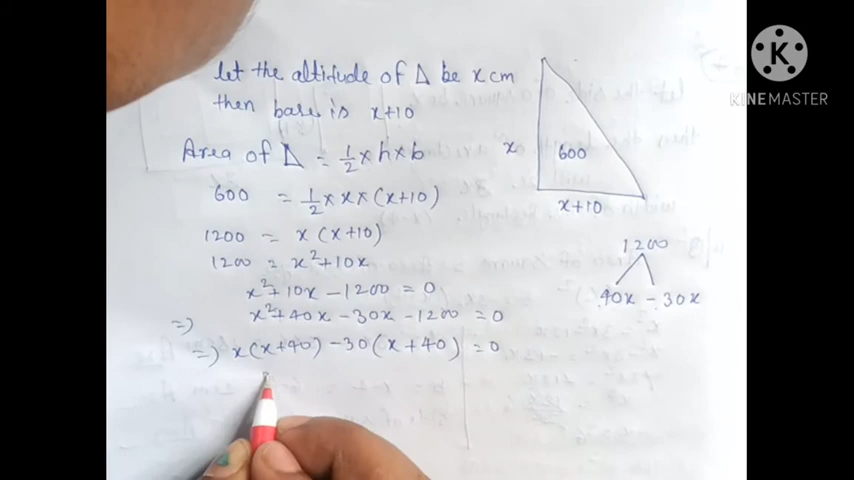 let the altitude of Δ be x cm
then base is x+10
Area of Δ = 1/2 × h × b
600 = 1/2 × x × (x+10)
1200 = x (x+10)
1200 = x²+10x
x²+10x -1200 = 0
=) x²+40x -30x -1200 = 0
=) x(x+40) -30(x+40) = 0
x
600
x+10
1200
40x -30x
K
KINEMASTER